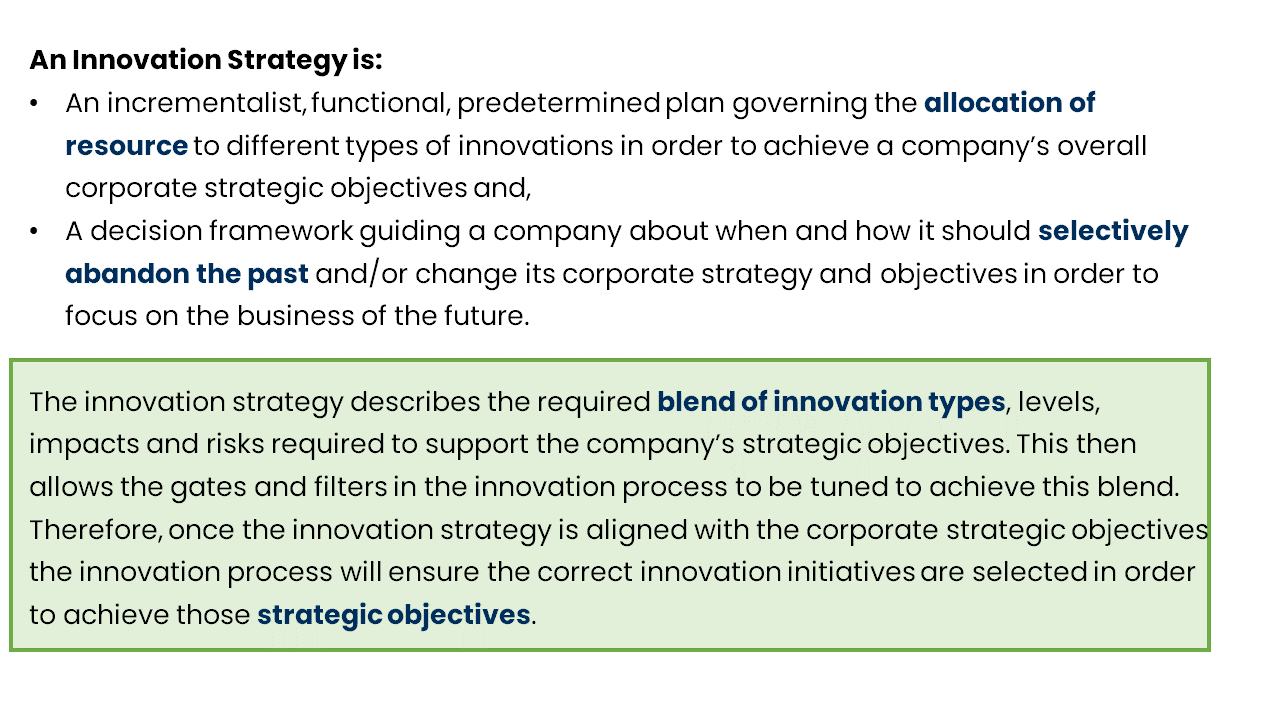 An Innovation Strategy is:
• An incrementalist, functional, predetermined plan governing the allocation of
resource to different types of innovations in order to achieve a company’s overall
corporate strategic objectives and,
• A decision framework guiding a company about when and how it should selectively
abandon the past and/or change its corporate strategy and objectives in order to
focus on the business of the future.
The innovation strategy describes the required blend of innovation types, levels,
impacts and risks required to support the company’s strategic objectives. This then
allows the gates and filters in the innovation process to be tuned to achieve this blend.
Therefore, once the innovation strategy is aligned with the corporate strategic objectives
the innovation process will ensure the correct innovation initiatives are selected in order
to achieve those strategic objectives.